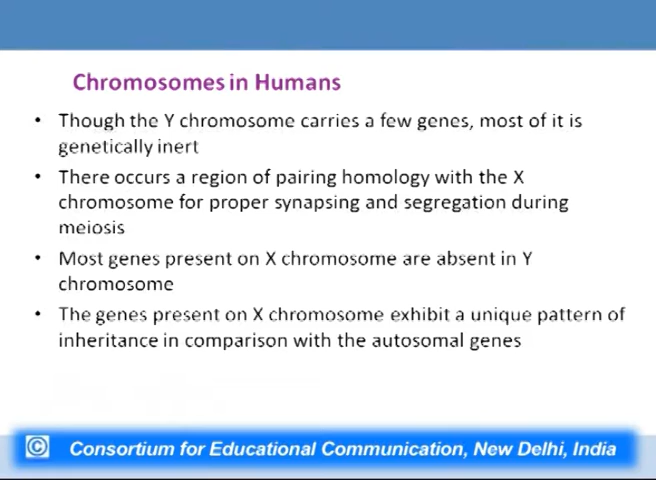 Chromosomes in Humans
• Though the Y chromosome carries a few genes, most of it is
genetically inert
• There occurs a region of pairing homology with the X
chromosome for proper synapsing and segregation during
meiosis
• Most genes present on X chromosome are absent in Y
chromosome
• The genes present on X chromosome exhibit a unique pattern of
inheritance in comparison with the autosomal genes
© Consortium for Educational Communication, New Delhi, India